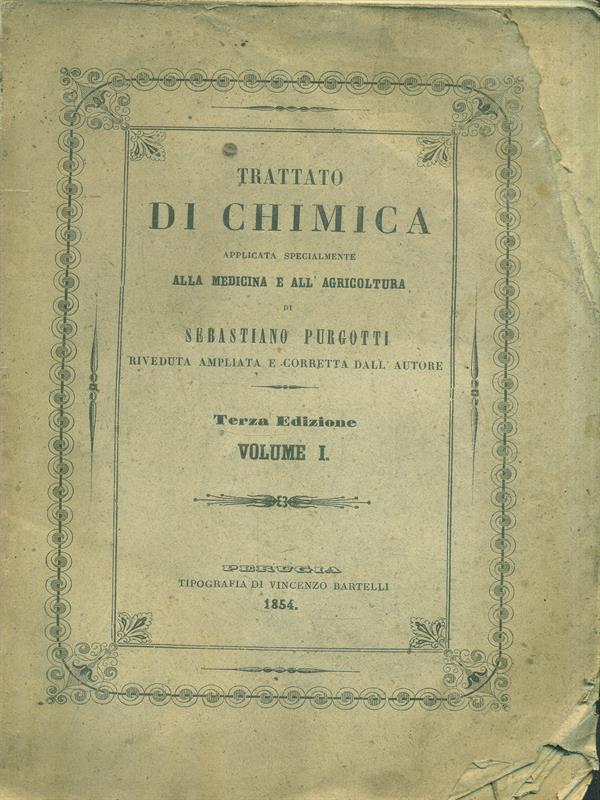 TRATTATO
DI CHIMICA
APPLICATA SPECIALMENTE
ALLA MEDICINA E ALL' AGRICOLTURA
DI
SEBASTIANO PURGOTTI
RIVEDUTA AMPLIATA E CORRETTA DALL' AUTORE
Terza Edizione
VOLUME I.
PERUGIA
TIPOGRAFIA DI VINCENZO BARTELLI
1854.